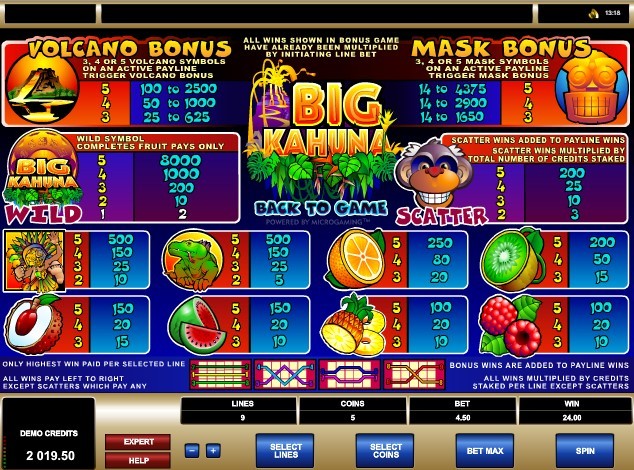 13:18
VOLCANO BONUS
3, 4 OR 5 VOLCANO SYMBOLS
ON AN ACTIVE PAYLINE
TRIGGER VOLCANO BONUS
5 100 to 2500
4 50 to 1000
3 25 to 625
ALL WINS SHOWN IN BONUS GAME
HAVE ALREADY BEEN MULTIPLIED
BY INITIATING LINE BET
MASK BONUS
3, 4 OR 5 MASK SYMBOLS
ON AN ACTIVE PAYLINE
TRIGGER MASK BONUS
14 to 4375 5
14 to 2900 4
14 to 1650 3
BIG
KAHUNA
BACK TO GAME
POWERED BY MICROGAMING™
BIG
KAHUNA
WILD
WILD SYMBOL
COMPLETES FRUIT PAYS ONLY
5 8000
4 1000
3 200
2 10
1 2
SCATTER
SCATTER WINS ADDED TO PAYLINE WINS
SCATTER WINS MULTIPLIED BY
TOTAL NUMBER OF CREDITS STAKED
5 200
4 25
3 10
2 3
5 500
4 150
3 25
2 10
5 500
4 150
3 25
2 5
5 250
4 80
3 20
5 200
4 50
3 15
5 150
4 20
3 15
5 150
4 20
3 10
5 100
4 20
3 10
5 100
4 20
3 10
ONLY HIGHEST WIN PAID PER SELECTED LINE
ALL WINS PAY LEFT TO RIGHT
EXCEPT SCATTERS WHICH PAY ANY
BONUS WINS ARE ADDED TO PAYLINE WINS
ALL WINS MULTIPLIED BY CREDITS
STAKED PER LINE EXCEPT SCATTERS
LINES COINS BET WIN
9 5 4.50 24.00
DEMO CREDITS
2 019.50
EXPERT
HELP
− +
SELECT
LINES
SELECT
COINS
BET MAX
SPIN